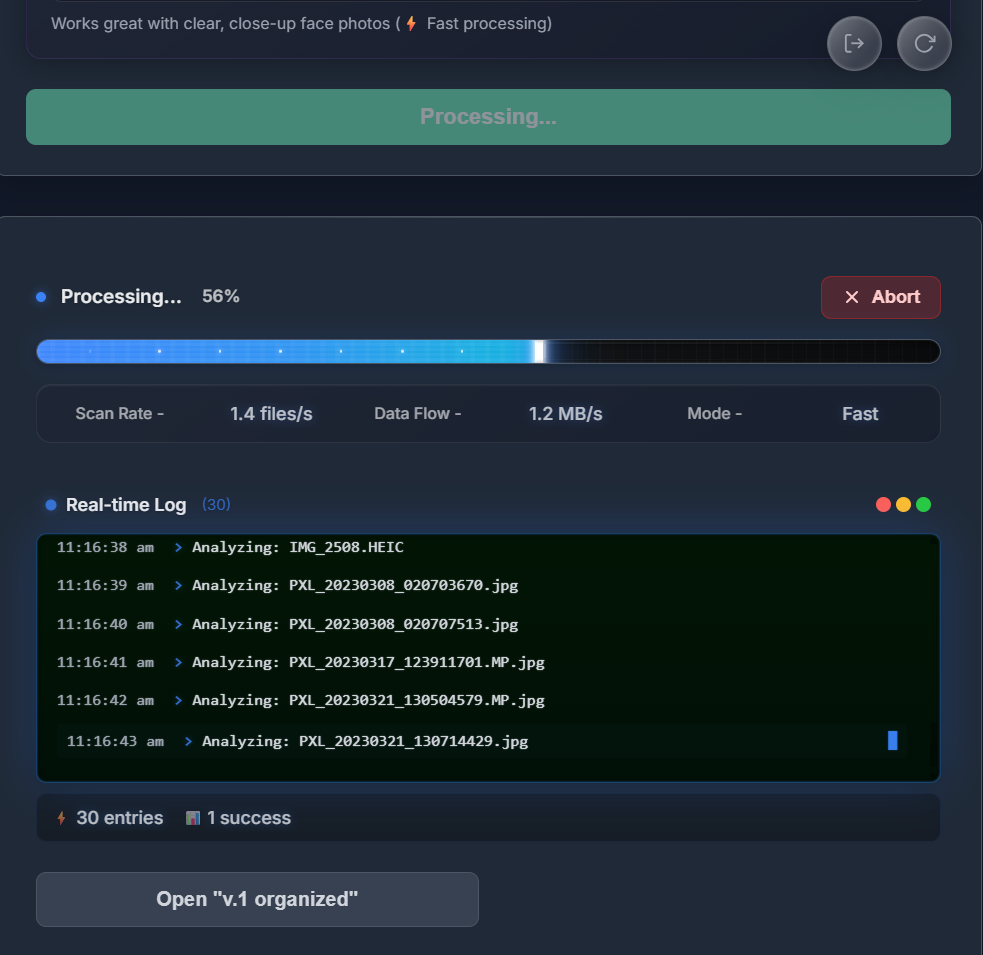 Works great with clear, close-up face photos (⚡ Fast processing)
Processing...
Processing... 56%
Abort
Scan Rate - 1.4 files/s Data Flow - 1.2 MB/s Mode - Fast
Real-time Log (30)
11:16:38 am > Analyzing: IMG_2508.HEIC
11:16:39 am > Analyzing: PXL_20230308_020703670.jpg
11:16:40 am > Analyzing: PXL_20230308_020707513.jpg
11:16:41 am > Analyzing: PXL_20230317_123911701.MP.jpg
11:16:42 am > Analyzing: PXL_20230321_130504579.MP.jpg
11:16:43 am > Analyzing: PXL_20230321_130714429.jpg
⚡ 30 entries 📊 1 success
Open "v.1 organized"